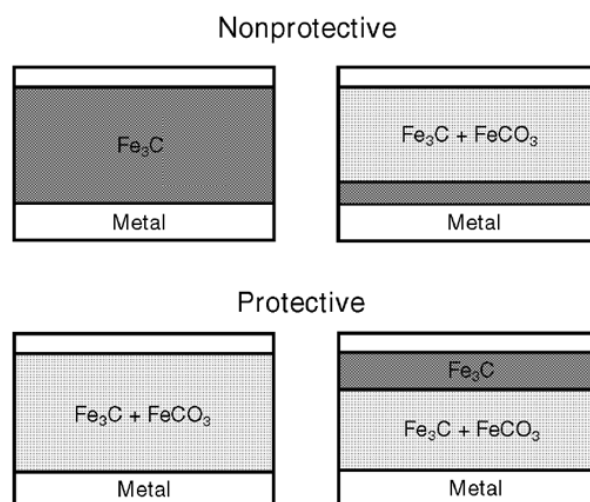 Nonprotective
Fe₃C
Fe₃C + FeCO₃
Metal
Metal
Protective
Fe₃C
Fe₃C + FeCO₃
Fe₃C + FeCO₃
Metal
Metal